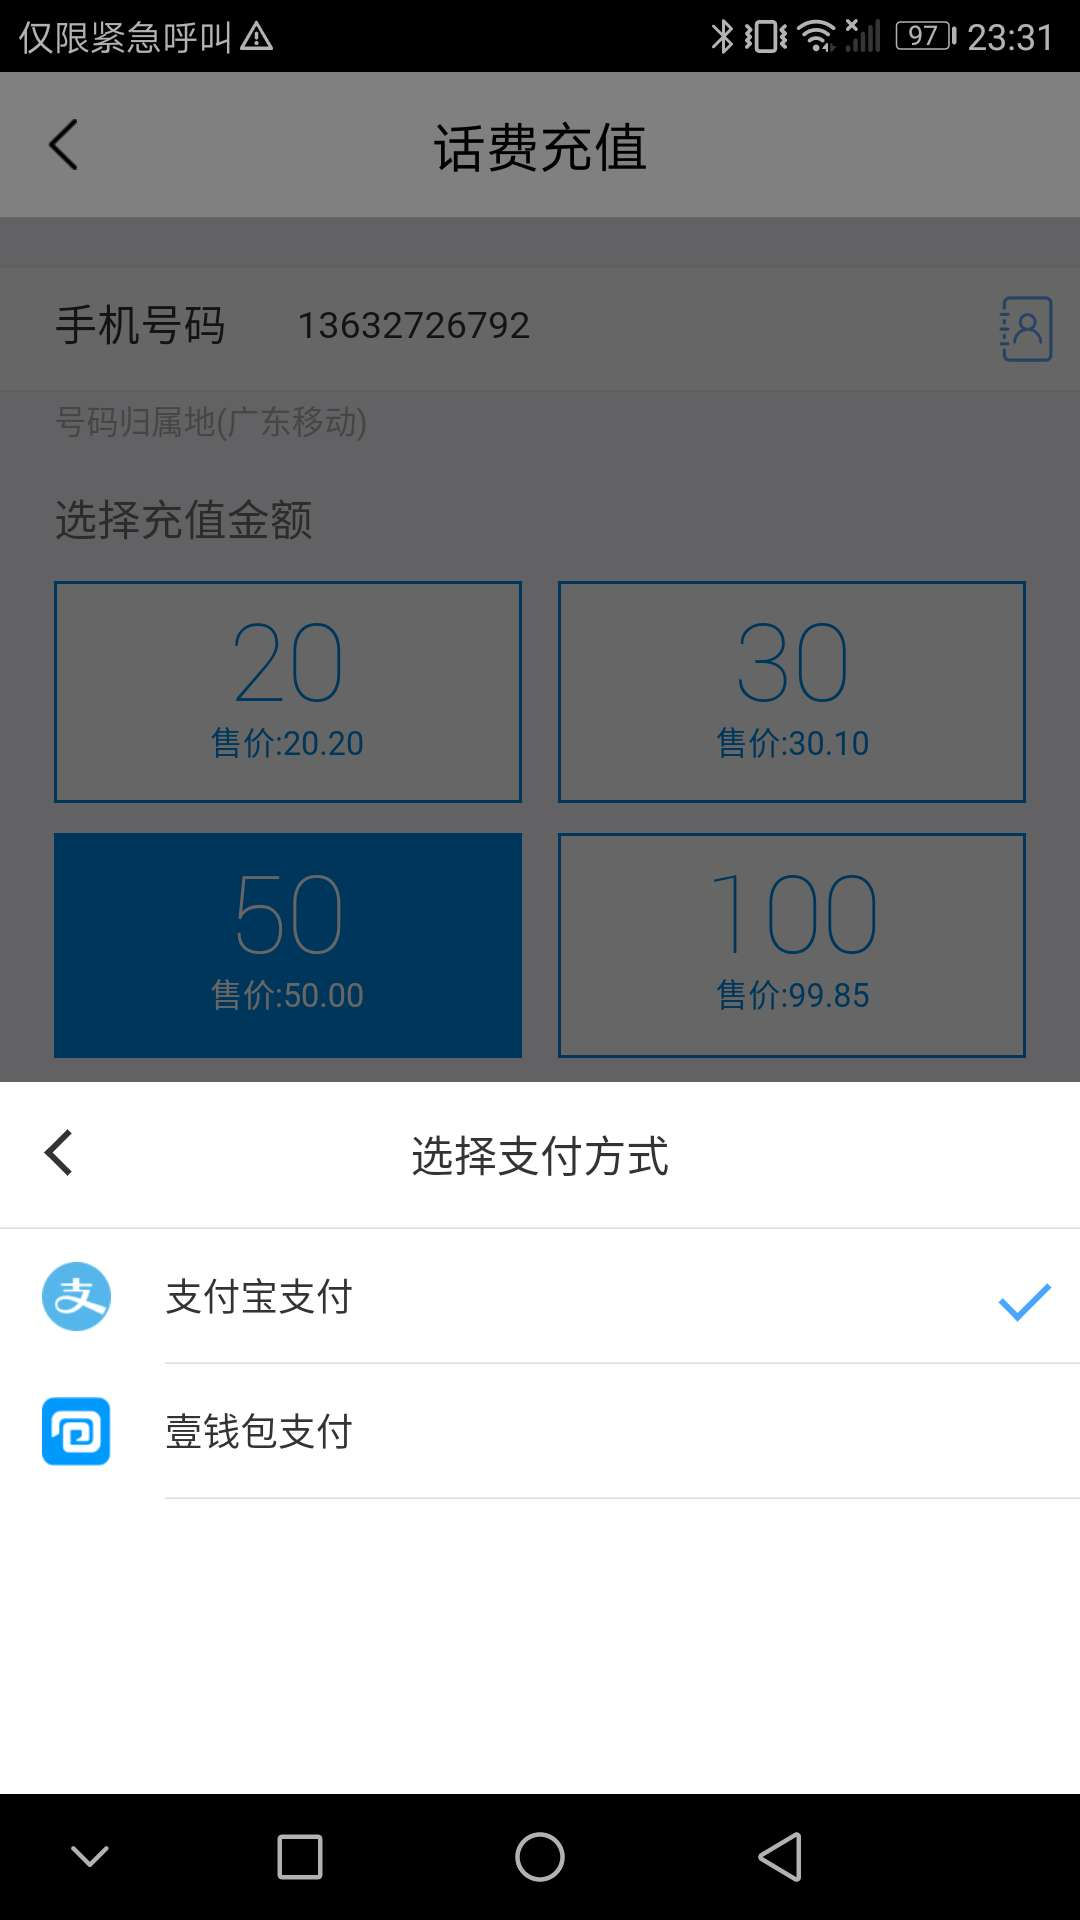 仅限紧急呼叫
97 23:31
话费充值
手机号码 13632726792
号码归属地(广东移动)
选择充值金额
20 30
售价:20.20 售价:30.10
50 100
售价:50.00 售价:99.85
选择支付方式
支 支付宝支付
壹钱包支付